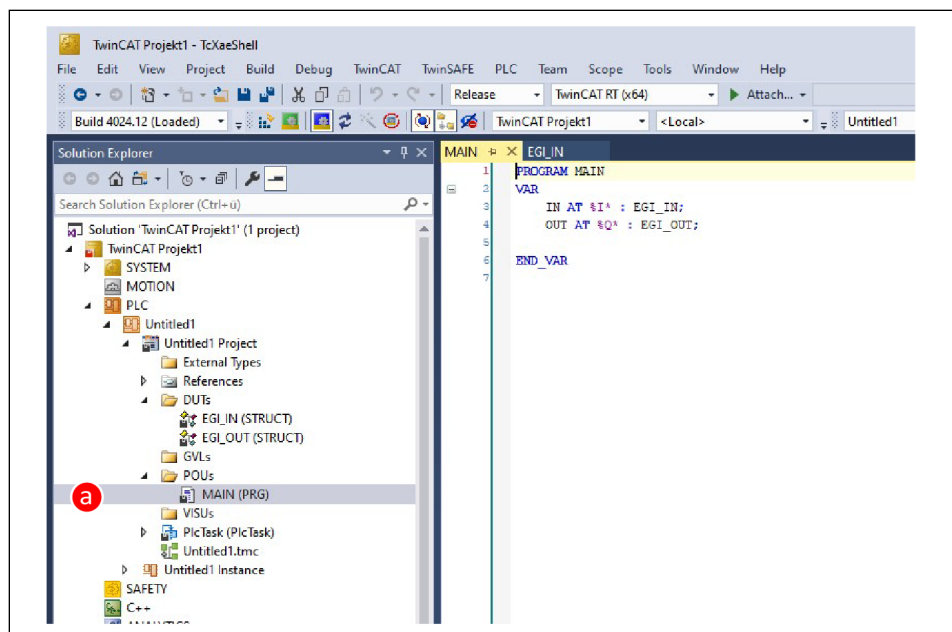 TwinCAT Projekt1 - TcXaeShell
File Edit View Project Build Debug TwinCAT TwinSAFE PLC Team Scope Tools Window Help
Release TwinCAT RT (x64) Attach...
Build 4024.12 (Loaded) TwinCAT Projekt1 <Local> Untitled1
Solution Explorer
Search Solution Explorer (Ctrl+ü)
Solution 'TwinCAT Projekt1' (1 project)
TwinCAT Projekt1
SYSTEM
MOTION
PLC
Untitled1
Untitled1 Project
External Types
References
DUTs
EGI_IN (STRUCT)
EGI_OUT (STRUCT)
GVLs
POUs
a
MAIN (PRG)
VISUs
PlcTask (PlcTask)
Untitled1.tmc
Untitled1 Instance
SAFETY
C++
MAIN EGI_IN
1 PROGRAM MAIN
2 VAR
3 IN AT %I* : EGI_IN;
4 OUT AT %Q* : EGI_OUT;
5
6 END_VAR
7